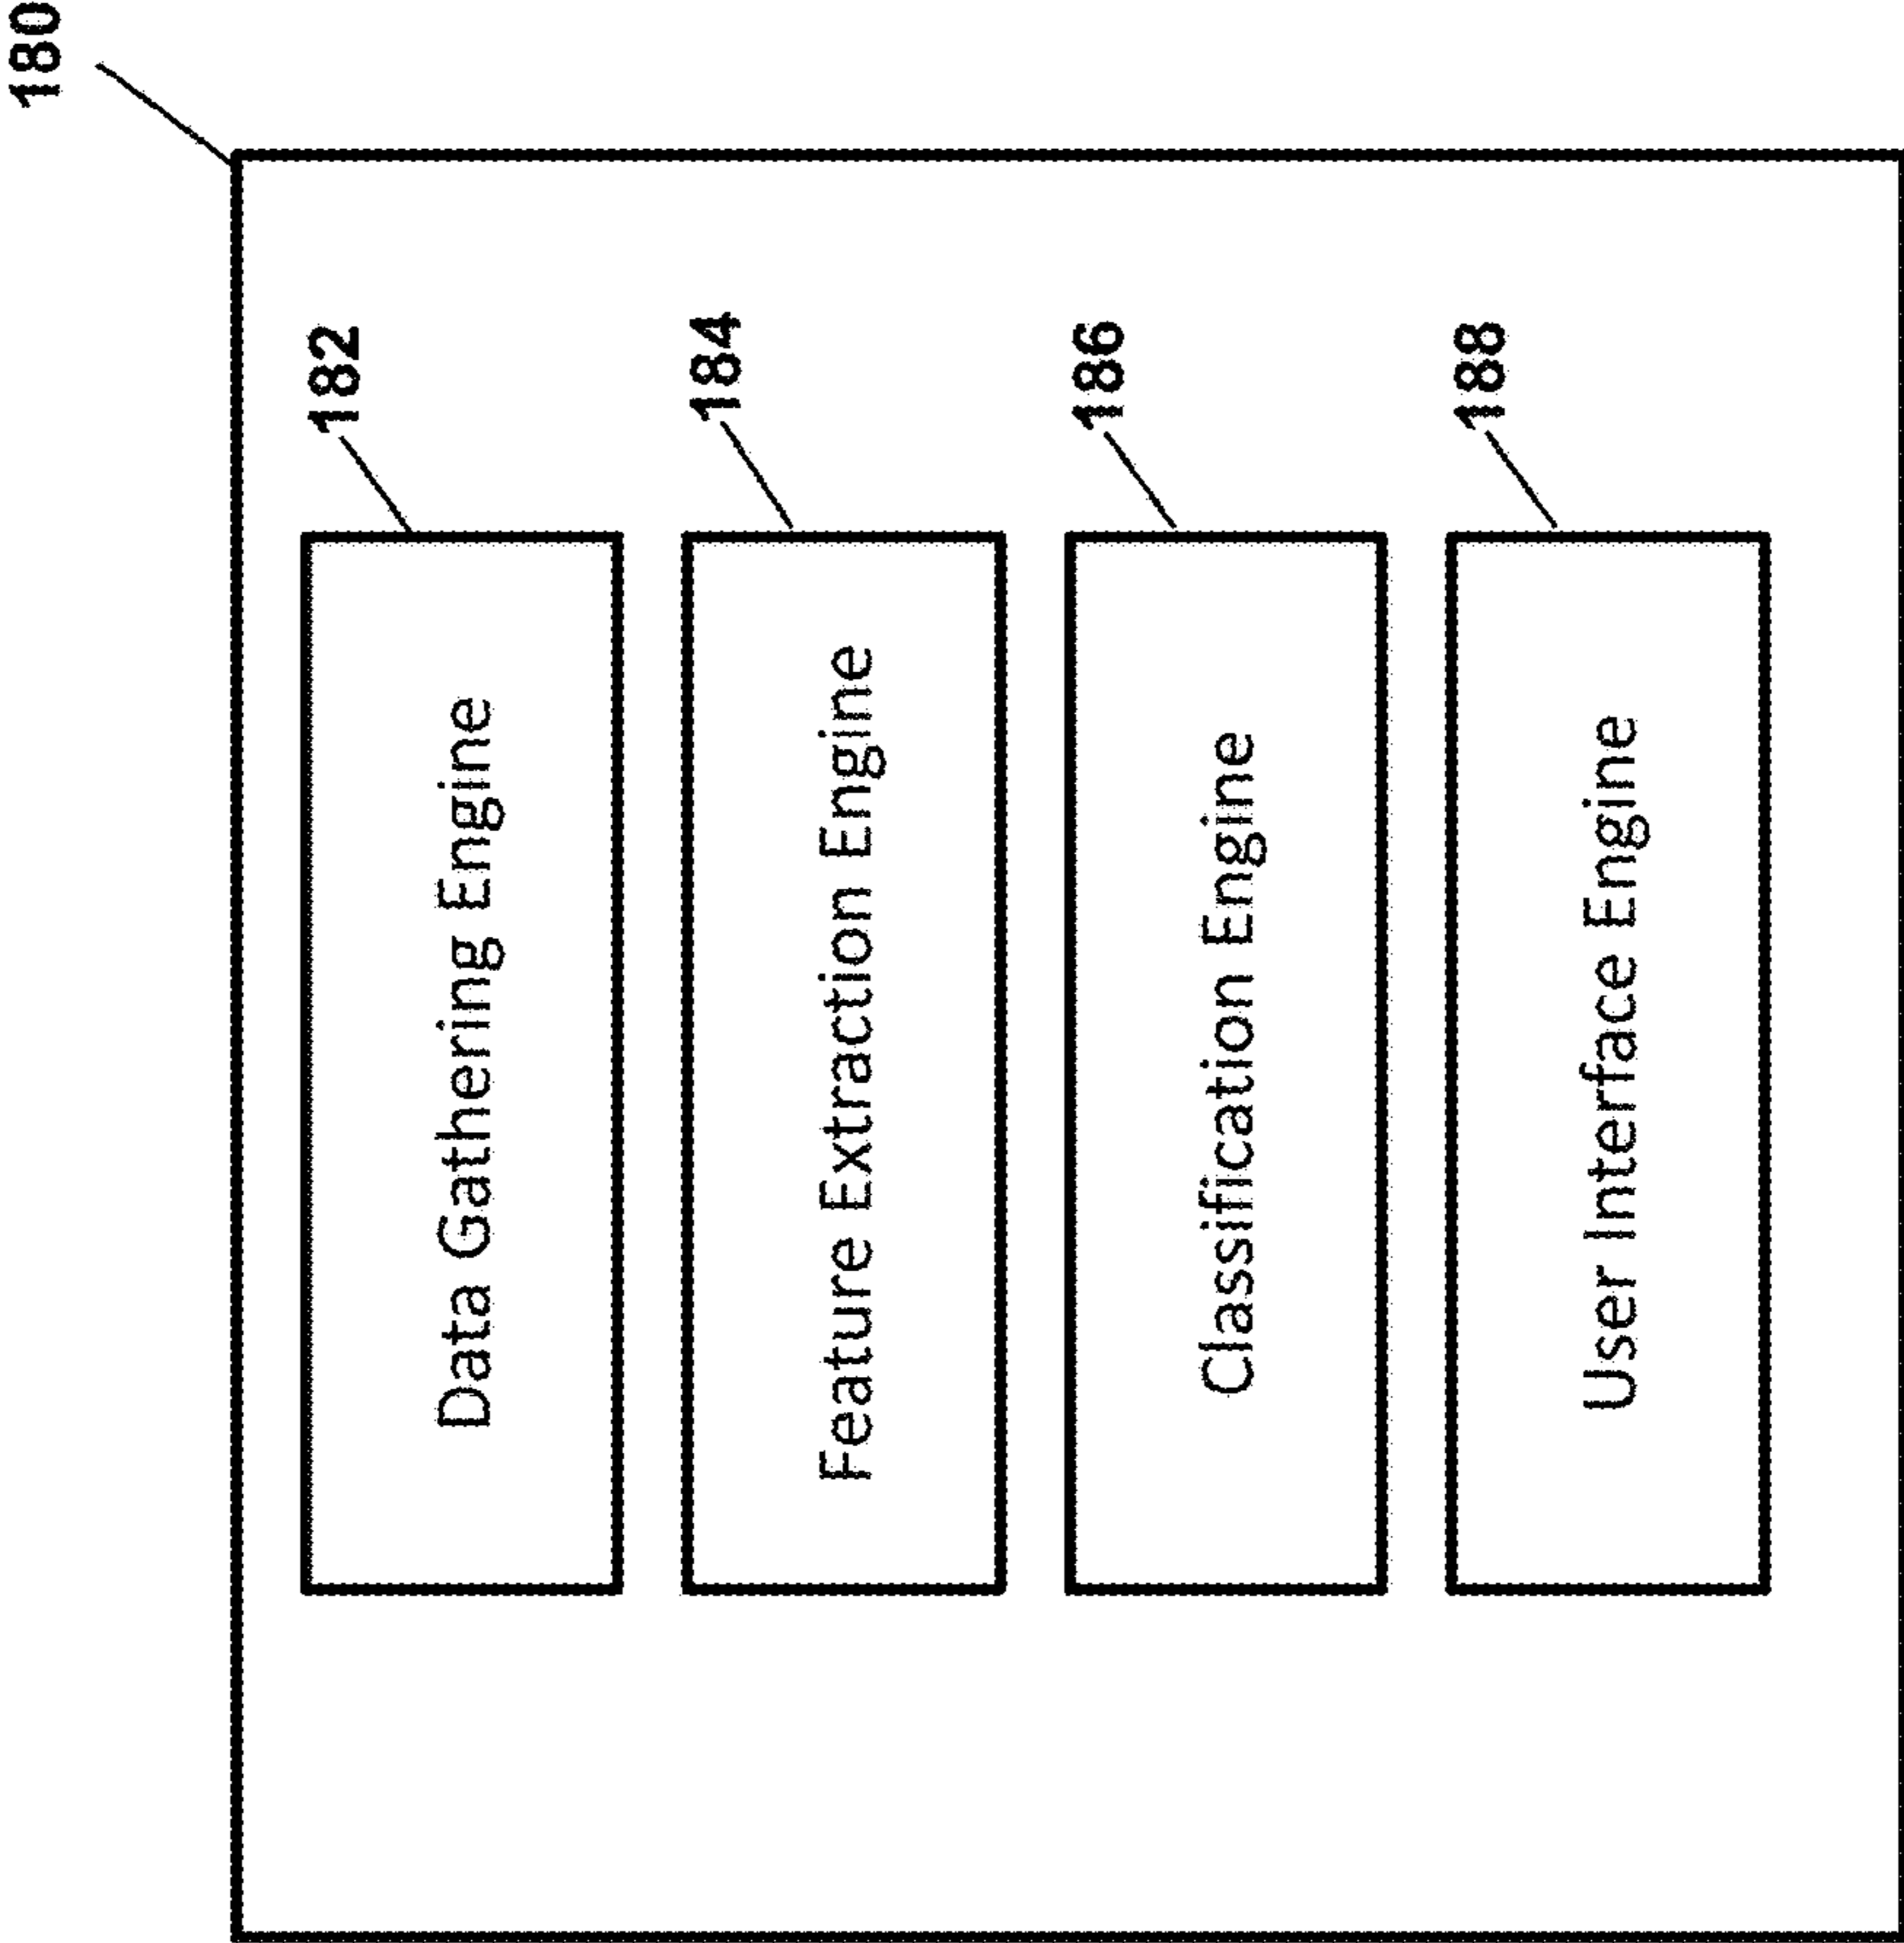 180
182
Data Gathering Engine
184
Feature Extraction Engine
186
Classification Engine
188
User Interface Engine